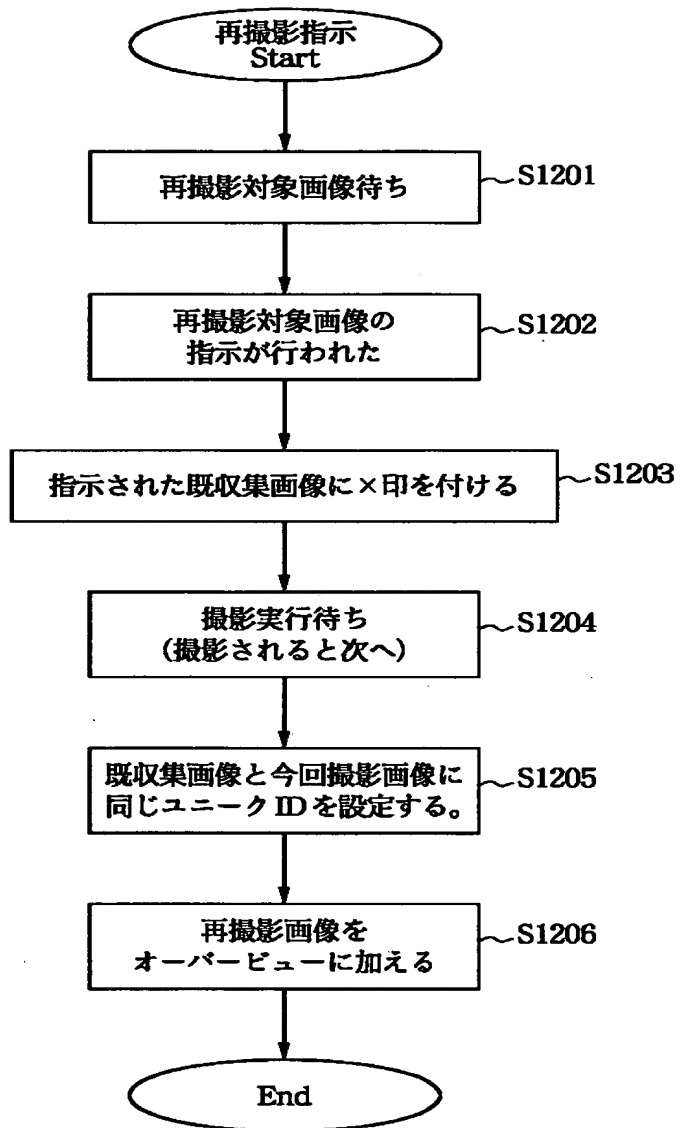 再撮影指示
Start
再撮影対象画像待ち
S1201
再撮影対象画像の
指示が行われた
S1202
指示された既収集画像に×印を付ける
S1203
撮影実行待ち
(撮影されると次へ)
S1204
既収集画像と今回撮影画像に
同じユニークIDを設定する。
S1205
再撮影画像を
オーバービューに加える
S1206
End